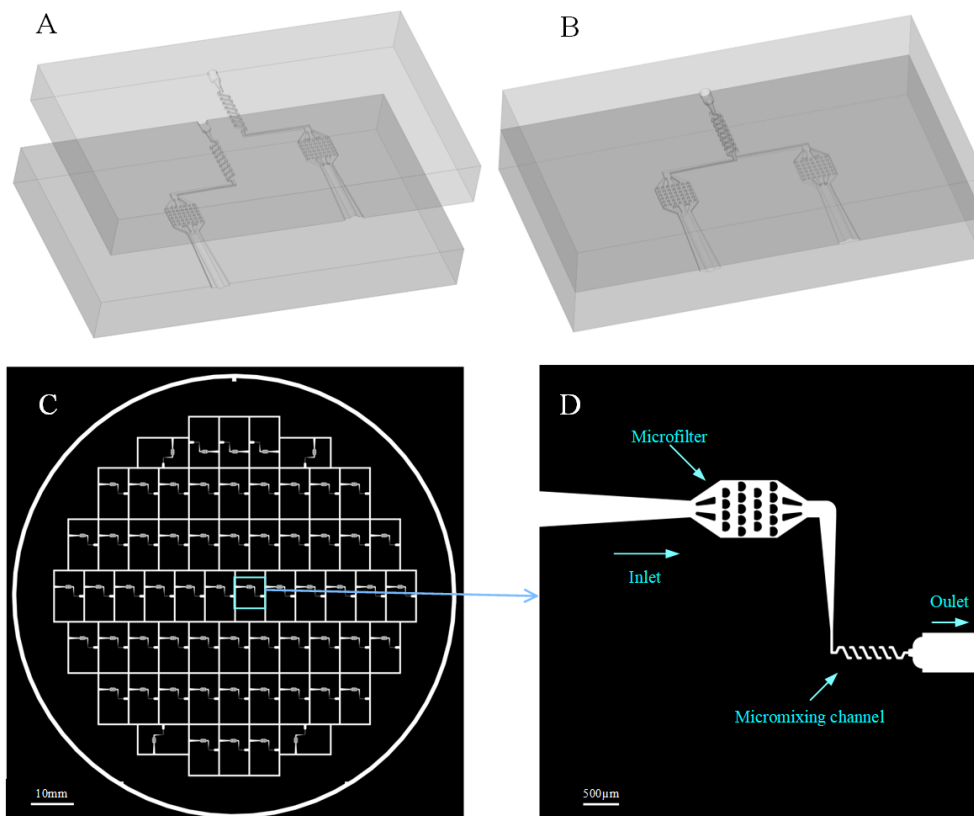 A
B
C
D
Microfilter
Inlet
Oulet
Micromixing channel
10mm
500μm